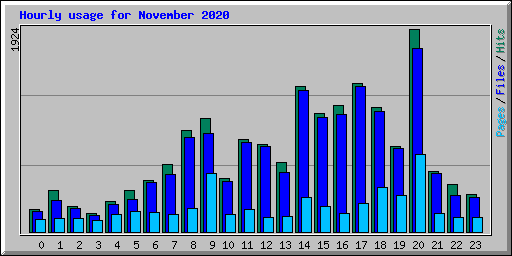 Hourly usage for November 2020
1924
Pages / Files / Hits
0 1 2 3 4 5 6 7 8 9 10 11 12 13 14 15 16 17 18 19 20 21 22 23